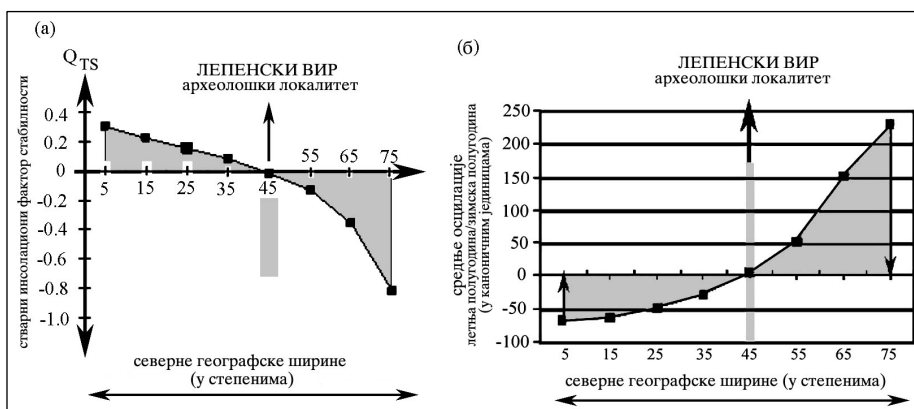 (а)
Q TS
ЛЕПЕНСКИ ВИР
археолошки локалитет
стварни инсолациони фактор стабилности
0.4
0.2
0
-0.2
-0.4
-0.6
-0.8
-1.0
5 15 25 35 45 55 65 75
северне географске ширине
(у степенима)
(б)
ЛЕПЕНСКИ ВИР
археолошки локалитет
средње осцилације
летња полугодина/зимска полугодина
(у каноничним јединицама)
250
200
150
100
50
0
-50
-100
5 15 25 35 45 55 65 75
северне географске ширине (у степенима)